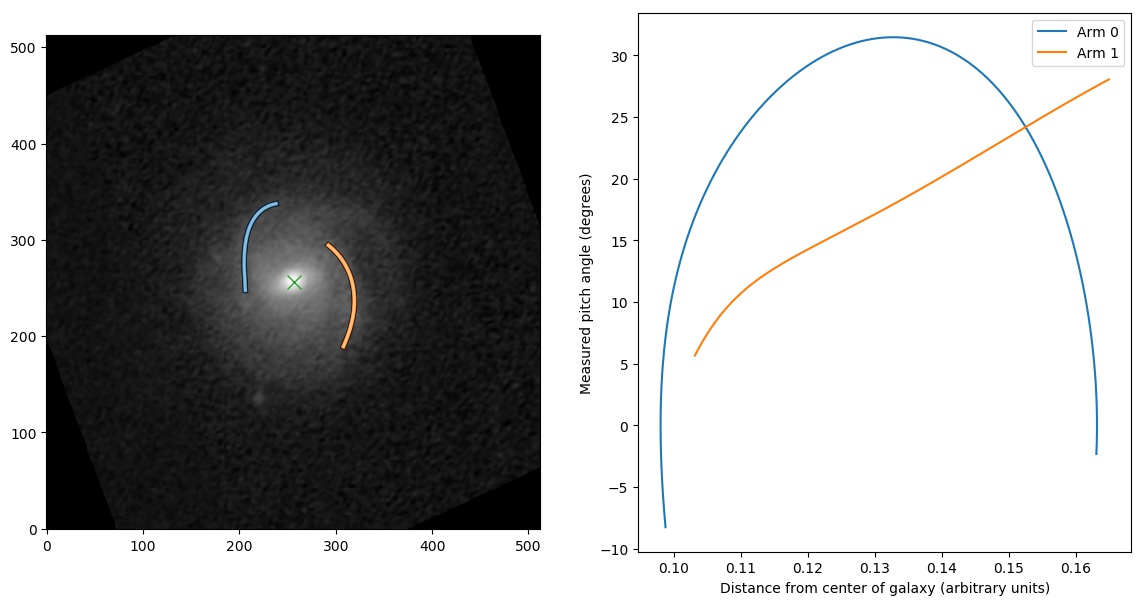 500
400
300
200
100
0
0 100 200 300 400 500
Measured pitch angle (degrees)
30
25
20
15
10
5
0
−5
−10
Arm 0
Arm 1
0.10 0.11 0.12 0.13 0.14 0.15 0.16
Distance from center of galaxy (arbitrary units)